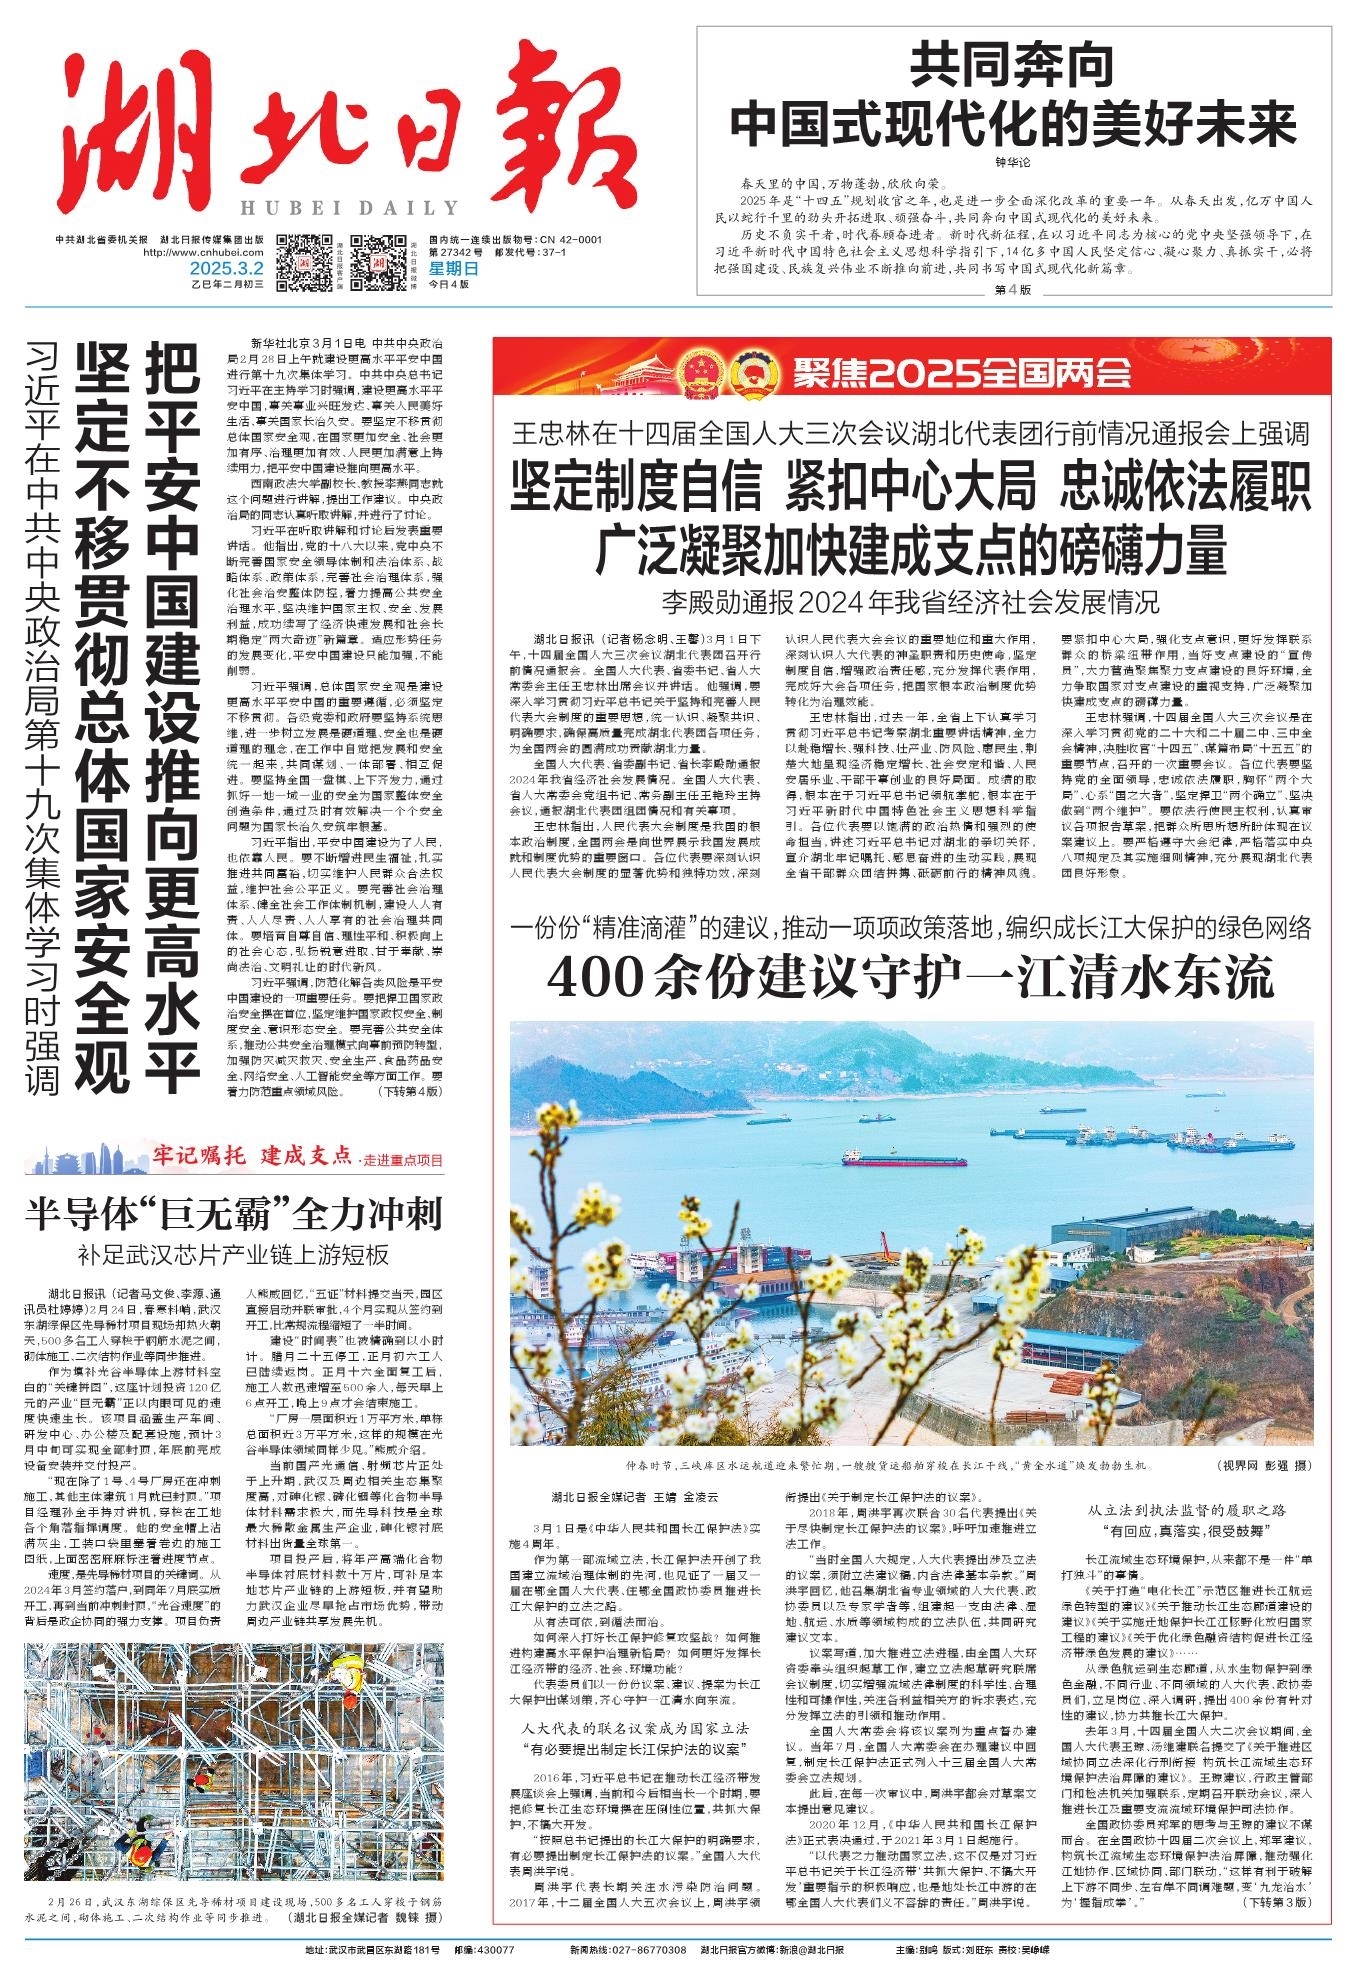 湖北日報
HUBEI DAILY
中共湖北省委机关报 湖北日报传媒集团出版
http://www.cnhubei.com
2025.3.2
乙巳年二月初三
湖北日报客户端
湖北日报微博
国内统一连续出版物号:CN 42-0001
第27342号 邮发代号:37-1
星期日
今日4版
共同奔向
中国式现代化的美好未来
钟华论
春天里的中国,万物蓬勃,欣欣向荣。
2025年是“十四五”规划收官之年,也是进一步全面深化改革的重要一年。从春天出发,亿万中国人
民以蛇行千里的劲头开拓进取、顽强奋斗,共同奔向中国式现代化的美好未来。
历史不负实干者,时代眷顾奋进者。新时代新征程,在以习近平同志为核心的党中央坚强领导下,在
习近平新时代中国特色社会主义思想科学指引下,14亿多中国人民坚定信心、凝心聚力、真抓实干,必将
把强国建设、民族复兴伟业不断推向前进,共同书写中国式现代化新篇章。
第4版
把平安中国建设推向更高水平
坚定不移贯彻总体国家安全观
习近平在中共中央政治局第十九次集体学习时强调
新华社北京3月1日电 中共中央政治
局2月28日上午就建设更高水平平安中国
进行第十九次集体学习。中共中央总书记
习近平在主持学习时强调,建设更高水平平
安中国,事关事业兴旺发达、事关人民美好
生活、事关国家长治久安。要坚定不移贯彻
总体国家安全观,在国家更加安全、社会更
加有序、治理更加有效、人民更加满意上持
续用力,把平安中国建设推向更高水平。
西南政法大学副校长、教授李燕同志就
这个问题进行讲解,提出工作建议。中央政
治局的同志认真听取讲解,并进行了讨论。
习近平在听取讲解和讨论后发表重要
讲话。他指出,党的十八大以来,党中央不
断完善国家安全领导体制和法治体系、战
略体系、政策体系,完善社会治理体系,强
化社会治安整体防控,着力提高公共安全
治理水平,坚决维护国家主权、安全、发展
利益,成功续写了经济快速发展和社会长
期稳定“两大奇迹”新篇章。适应形势任务
的发展变化,平安中国建设只能加强,不能
削弱。
习近平强调,总体国家安全观是建设
更高水平平安中国的重要遵循,必须坚定
不移贯彻。各级党委和政府要坚持系统思
维,进一步树立发展是硬道理、安全也是硬
道理的理念,在工作中自觉把发展和安全
统一起来,共同谋划、一体部署、相互促
进。要坚持全国一盘棋、上下齐发力,通过
抓好一地一域一业的安全为国家整体安全
创造条件,通过及时有效解决一个个安全
问题为国家长治久安筑牢根基。
习近平指出,平安中国建设为了人民,
也依靠人民。要不断增进民生福祉,扎实
推进共同富裕,切实维护人民群众合法权
益,维护社会公平正义。要完善社会治理
体系、健全社会工作体制机制,建设人人有
责、人人尽责、人人享有的社会治理共同
体。要培育自尊自信、理性平和、积极向上
的社会心态,弘扬锐意进取、甘于奉献、崇
尚法治、文明礼让的时代新风。
习近平强调,防范化解各类风险是平安
中国建设的一项重要任务。要把捍卫国家政
治安全摆在首位,坚定维护国家政权安全、制
度安全、意识形态安全。要完善公共安全体
系,推动公共安全治理模式向事前预防转型,
加强防灾减灾救灾、安全生产、食品药品安
全、网络安全、人工智能安全等方面工作。要
着力防范重点领域风险。 (下转第4版)
聚焦2025全国两会
王忠林在十四届全国人大三次会议湖北代表团行前情况通报会上强调
坚定制度自信 紧扣中心大局 忠诚依法履职
广泛凝聚加快建成支点的磅礴力量
李殿勋通报2024年我省经济社会发展情况
湖北日报讯 (记者杨念明、王馨)3月1日下
午,十四届全国人大三次会议湖北代表团召开行
前情况通报会。全国人大代表、省委书记、省人大
常委会主任王忠林出席会议并讲话。他强调,要
深入学习贯彻习近平总书记关于坚持和完善人民
代表大会制度的重要思想,统一认识、凝聚共识、
明确要求,确保高质量完成湖北代表团各项任务,
为全国两会的圆满成功贡献湖北力量。
全国人大代表、省委副书记、省长李殿勋通报
2024年我省经济社会发展情况。全国人大代表、
省人大常委会党组书记、常务副主任王艳玲主持
会议,通报湖北代表团组团情况和有关事项。
王忠林指出,人民代表大会制度是我国的根
本政治制度,全国两会是向世界展示我国发展成
就和制度优势的重要窗口。各位代表要深刻认识
人民代表大会制度的显著优势和独特功效,深刻
认识人民代表大会会议的重要地位和重大作用,
深刻认识人大代表的神圣职责和历史使命,坚定
制度自信,增强政治责任感,充分发挥代表作用,
完成好大会各项任务,把国家根本政治制度优势
转化为治理效能。
王忠林指出,过去一年,全省上下认真学习
贯彻习近平总书记考察湖北重要讲话精神,全力
以赴稳增长、强科技、壮产业、防风险、惠民生,荆
楚大地呈现经济稳定增长、社会安定和谐、人民
安居乐业、干部干事创业的良好局面。成绩的取
得,根本在于习近平总书记领航掌舵,根本在于
习近平新时代中国特色社会主义思想科学指
引。各位代表要以饱满的政治热情和强烈的使
命担当,讲述习近平总书记对湖北的亲切关怀,
宣介湖北牢记嘱托、感恩奋进的生动实践,展现
全省干部群众团结拼搏、砥砺前行的精神风貌。
要紧扣中心大局,强化支点意识,更好发挥联系
群众的桥梁纽带作用,当好支点建设的“宣传
员”,大力营造聚焦聚力支点建设的良好环境,全
力争取国家对支点建设的重视支持,广泛凝聚加
快建成支点的磅礴力量。
王忠林强调,十四届全国人大三次会议是在
深入学习贯彻党的二十大和二十届二中、三中全
会精神,决胜收官“十四五”、谋篇布局“十五五”的
重要节点,召开的一次重要会议。各位代表要坚
持党的全面领导,忠诚依法履职,胸怀“两个大
局”、心系“国之大者”,坚定捍卫“两个确立”、坚决
做到“两个维护”。要依法行使民主权利,认真审
议各项报告草案,把群众所思所想所盼体现在议
案建议上。要严格遵守大会纪律,严格落实中央
八项规定及其实施细则精神,充分展现湖北代表
团良好形象。
一份份“精准滴灌”的建议,推动一项项政策落地,编织成长江大保护的绿色网络
400余份建议守护一江清水东流
仲春时节,三峡库区水运航道迎来繁忙期,一艘艘货运船舶穿梭在长江干线,“黄金水道”焕发勃勃生机。 (视界网 彭强 摄)
湖北日报全媒记者 王婧 金凌云
3月1日是《中华人民共和国长江保护法》实
施4周年。
作为第一部流域立法,长江保护法开创了我
国建立流域治理体制的先河,也见证了一届又一
届在鄂全国人大代表、住鄂全国政协委员推进长
江大保护的立法之路。
从有法可依,到循法而治。
如何深入打好长江保护修复攻坚战?如何推
进构建高水平保护治理新格局?如何更好发挥长
江经济带的经济、社会、环境功能?
代表委员们以一份份议案、建议、提案为长江
大保护出谋划策,齐心守护一江清水向东流。
人大代表的联名议案成为国家立法
“有必要提出制定长江保护法的议案”
2016年,习近平总书记在推动长江经济带发
展座谈会上强调,当前和今后相当长一个时期,要
把修复长江生态环境摆在压倒性位置,共抓大保
护,不搞大开发。
“按照总书记提出的长江大保护的明确要求,
有必要提出制定长江保护法的议案。”全国人大代
表周洪宇说。
周洪宇代表长期关注水污染防治问题。
2017年,十二届全国人大五次会议上,周洪宇领
衔提出《关于制定长江保护法的议案》。
2018年,周洪宇再次联合30名代表提出《关
于尽快制定长江保护法的议案》,呼吁加速推进立
法工作。
“当时全国人大规定,人大代表提出涉及立法
的议案,须附立法建议稿,内含法律基本条款。”周
洪宇回忆,他召集湖北省专业领域的人大代表、政
协委员以及专家学者等,组建起一支由法律、湿
地、航运、水质等领域构成的立法队伍,共同研究
建议文本。
议案写道,加大推进立法进程,由全国人大环
资委牵头组织起草工作,建立立法起草研究联席
会议制度,切实增强流域法律制度的科学性、合理
性和可操作性,关注各利益相关方的诉求表达,充
分发挥立法的引领和推动作用。
全国人大常委会将该议案列为重点督办建
议。当年7月,全国人大常委会在办理建议中回
复,制定长江保护法正式列入十三届全国人大常
委会立法规划。
此后,在每一次审议中,周洪宇都会对草案文
本提出意见建议。
2020年12月,《中华人民共和国长江保护
法》正式表决通过,于2021年3月1日起施行。
“以代表之力推动国家立法,这不仅是对习近
平总书记关于长江经济带‘共抓大保护、不搞大开
发’重要指示的积极响应,也是地处长江中游的在
鄂全国人大代表们义不容辞的责任。”周洪宇说。
从立法到执法监督的履职之路
“有回应,真落实,很受鼓舞”
长江流域生态环境保护,从来都不是一件“单
打独斗”的事情。
《关于打造“电化长江”示范区推进长江航运
绿色转型的建议》《关于推动长江生态廊道建设的
建议》《关于实施迁地保护长江江豚野化放归国家
工程的建议》《关于优化绿色融资结构促进长江经
济带绿色发展的建议》……
从绿色航运到生态廊道,从水生物保护到绿
色金融,不同行业、不同领域的人大代表、政协委
员们,立足岗位、深入调研,提出400余份有针对
性的建议,协力共推长江大保护。
去年3月,十四届全国人大二次会议期间,全
国人大代表王琼、汤维建联名提交了《关于推进区
域协同立法深化行刑衔接 构筑长江流域生态环
境保护法治屏障的建议》。王琼建议,行政主管部
门和检法机关加强联系,定期召开联动会议,深入
推进长江及重要支流流域环境保护司法协作。
全国政协委员郑军的思考与王琼的建议不谋
而合。在全国政协十四届二次会议上,郑军建议,
构筑长江流域生态环境保护法治屏障,推动强化
江地协作、区域协同、部门联动,“这样有利于破解
上下游不同步、左右岸不同调难题,变‘九龙治水’
为‘握指成拳’。” (下转第3版)
牢记嘱托 建成支点·走进重点项目
半导体“巨无霸”全力冲刺
补足武汉芯片产业链上游短板
湖北日报讯 (记者马文俊、李源、通
讯员杜婷婷)2月24日,春寒料峭,武汉
东湖综保区先导稀材项目现场却热火朝
天,500多名工人穿梭于钢筋水泥之间,
砌体施工、二次结构作业等同步推进。
作为填补光谷半导体上游材料空
白的“关键拼图”,这座计划投资120亿
元的产业“巨无霸”正以肉眼可见的速
度快速生长。该项目涵盖生产车间、
研发中心、办公楼及配套设施,预计3
月中旬可实现全部封顶,年底前完成
设备安装并交付投产。
“现在除了1号、4号厂房还在冲刺
施工,其他主体建筑1月就已封顶。”项
目经理孙全手持对讲机,穿梭在工地
各个角落指挥调度。他的安全帽上沾
满灰尘,工装口袋里塞着卷边的施工
图纸,上面密密麻麻标注着进度节点。
速度,是先导稀材项目的关键词。从
2024年3月签约落户,到同年7月底实质
开工,再到当前冲刺封顶,“光谷速度”的
背后是政企协同的强力支撑。项目负责
人熊威回忆,“五证”材料提交当天,园区
直接启动并联审批,4个月实现从签约到
开工,比常规流程缩短了一半时间。
建设“时间表”也被精确到以小时
计。腊月二十五停工,正月初六工人
已陆续返岗。正月十六全面复工后,
施工人数迅速增至500余人,每天早上
6点开工,晚上9点才会结束施工。
“厂房一层面积近1万平方米,单栋
总面积近3万平方米,这样的规模在光
谷半导体领域同样少见。”熊威介绍。
当前国产光通信、射频芯片正处
于上升期,武汉及周边相关生态集聚
度高,对砷化镓、磷化铟等化合物半导
体材料需求极大,而先导科技是全球
最大稀散金属生产企业,砷化镓衬底
材料出货量全球第一。
项目投产后,将年产高端化合物
半导体衬底材料数十万片,可补足本
地芯片产业链的上游短板,并有望助
力武汉企业尽早抢占市场优势,带动
周边产业链共享发展先机。
2月26日,武汉东湖综保区先导稀材项目建设现场,500多名工人穿梭于钢筋
水泥之间,砌体施工、二次结构作业等同步推进。 (湖北日报全媒记者 魏铼 摄)
地址:武汉市武昌区东湖路181号 邮编:430077 新闻热线:027-86770308 湖北日报官方微博:新浪@湖北日报 主编:别鸣 版式:刘旺东 责校:吴峥嵘